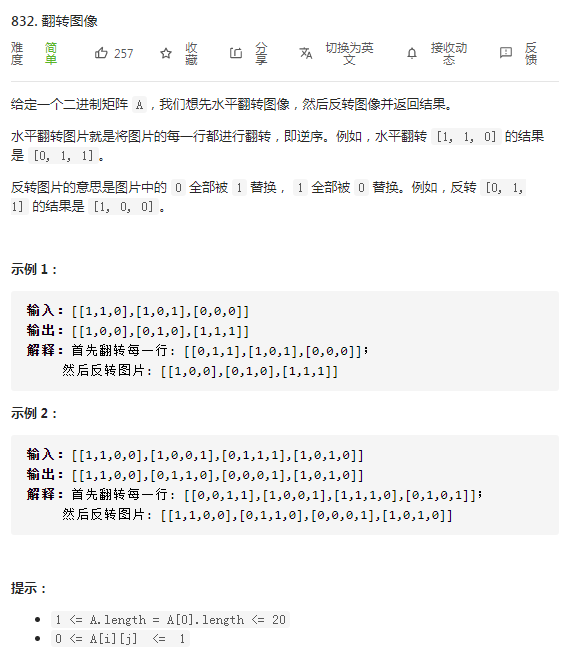 832. 翻转图像
难度 简单 257 收藏 分享 切换为英文 接收动态 反馈
给定一个二进制矩阵 A ,我们想先水平翻转图像,然后反转图像并返回结果。
水平翻转图片就是将图片的每一行都进行翻转,即逆序。例如,水平翻转 [1, 1, 0] 的结果
是 [0, 1, 1] 。
反转图片的意思是图片中的 0 全部被 1 替换, 1 全部被 0 替换。例如,反转 [0, 1,
1] 的结果是 [1, 0, 0] 。
示例 1:
输入:[[1,1,0],[1,0,1],[0,0,0]]
输出:[[1,0,0],[0,1,0],[1,1,1]]
解释:首先翻转每一行: [[0,1,1],[1,0,1],[0,0,0]];
然后反转图片: [[1,0,0],[0,1,0],[1,1,1]]
示例 2:
输入:[[1,1,0,0],[1,0,0,1],[0,1,1,1],[1,0,1,0]]
输出:[[1,1,0,0],[0,1,1,0],[0,0,0,1],[1,0,1,0]]
解释:首先翻转每一行: [[0,0,1,1],[1,0,0,1],[1,1,1,0],[0,1,0,1]];
然后反转图片: [[1,1,0,0],[0,1,1,0],[0,0,0,1],[1,0,1,0]]
提示:
1 <= A.length = A[0].length <= 20
0 <= A[i][j] <= 1